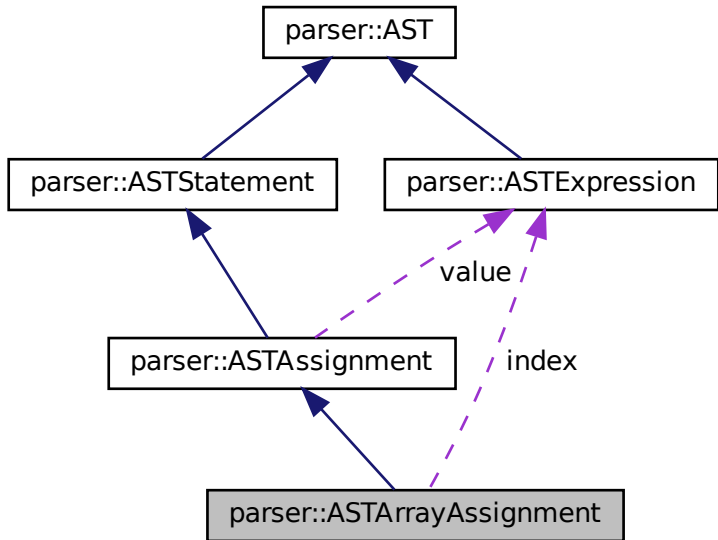 parser::AST
parser::ASTStatement
parser::ASTExpression
value
parser::ASTAssignment
index
parser::ASTArrayAssignment